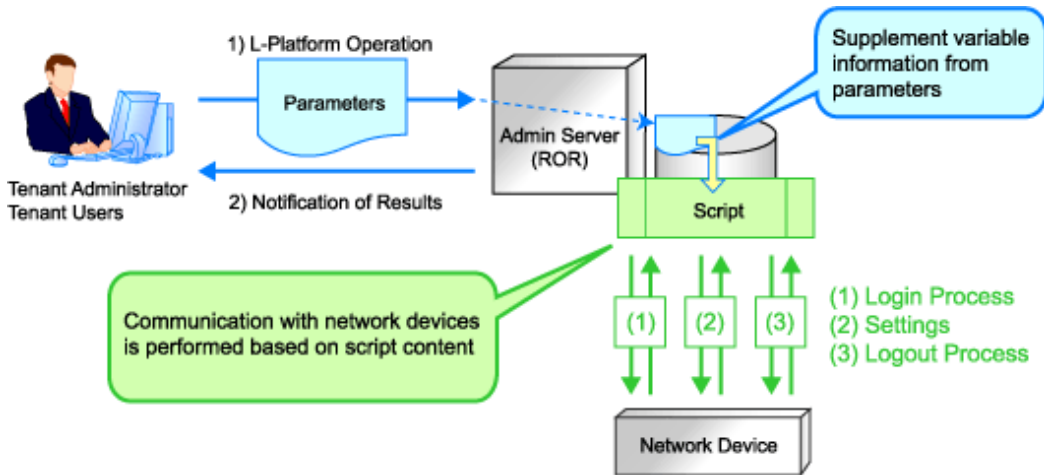 1) L-Platform Operation
Parameters
Supplement variable
information from
parameters
Admin Server
(ROR)
Tenant Administrator
Tenant Users
2) Notification of Results
Script
Communication with network devices
is performed based on script content
(1)
(2)
(3)
(1) Login Process
(2) Settings
(3) Logout Process
Network Device